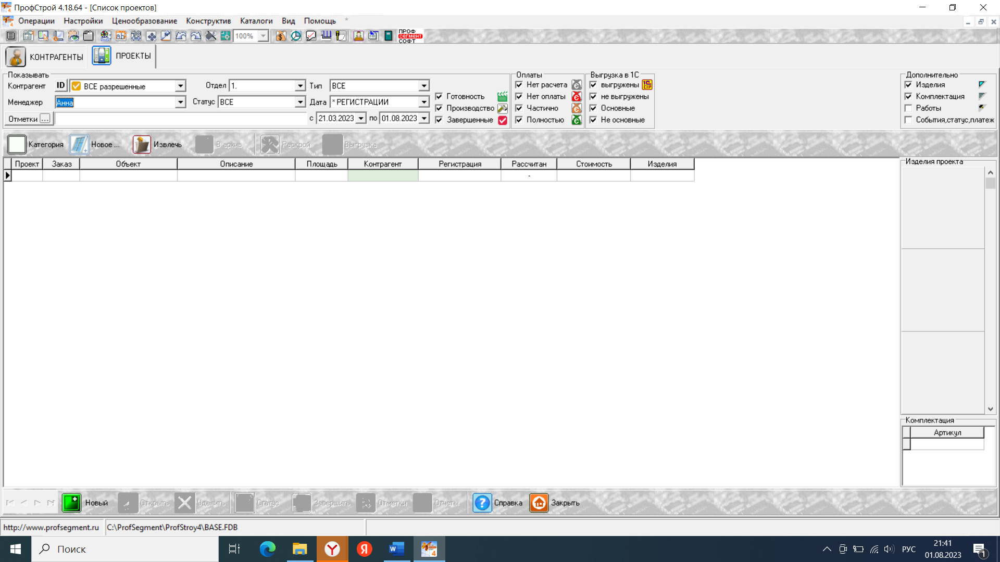 ПрофСтрой 4.18.64 - [Список проектов]
Операции Настройки Ценообразование Конструктив Каталоги Вид Помощь *
100% ПРОФ сегмент СОФТ
КОНТРАГЕНТЫ ПРОЕКТЫ
Показывать Оплаты Выгрузка в 1С Дополнительно
Контрагент ID ВСЕ разрешенные Отдел 1. Тип ВСЕ Нет расчета выгружены Изделия
Менеджер Анна Статус ВСЕ Дата * РЕГИСТРАЦИИ Готовность Нет оплаты не выгружены Комплектация
Производство Частично Основные Работы
Отметки ... с 21.03.2023 по 01.08.2023 Завершенные Полностью Не основные События,статус,платеж
Категория Новое ... Извлечь В архив Раскрой Выгрузка
Проект Заказ Объект Описание Площадь Контрагент Регистрация Рассчитан Стоимость Изделия
-
Изделия проекта
Комплектация
Артикул
Новый Открыть Удалить Статус Завершить Отметки Отчеты Справка Закрыть
http://www.profsegment.ru C:\ProfSegment\ProfStroy4\BASE.FDB
Поиск РУС 21:41
01.08.2023 1